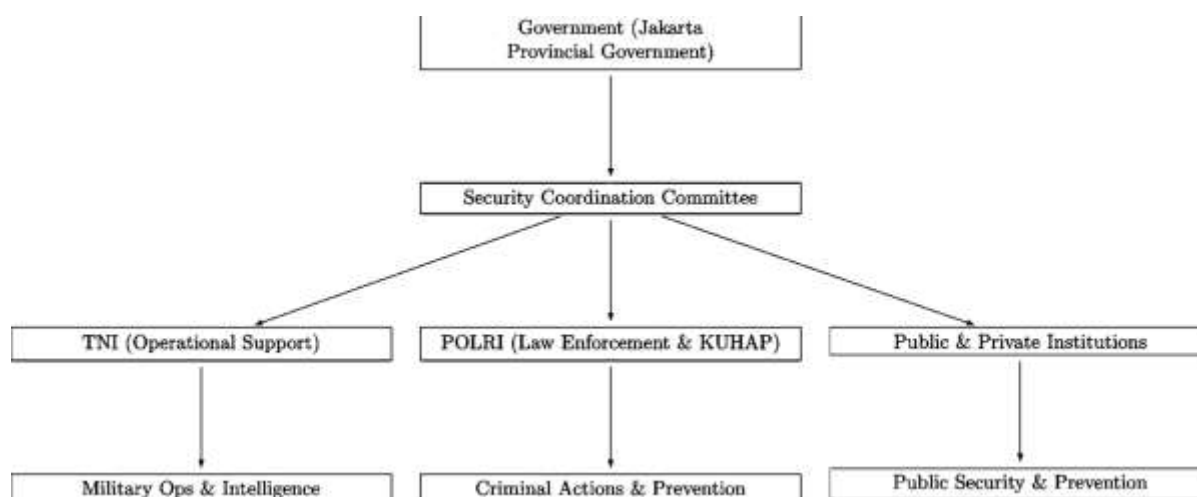 Government (Jakarta
Provincial Government)
Security Coordination Committee
TNI (Operational Support)
POLRI (Law Enforcement & KUHAP)
Public & Private Institutions
Military Ops & Intelligence
Criminal Actions & Prevention
Public Security & Prevention